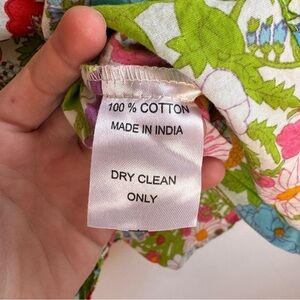 100 % COTTON
MADE IN INDIA
DRY CLEAN
ONLY